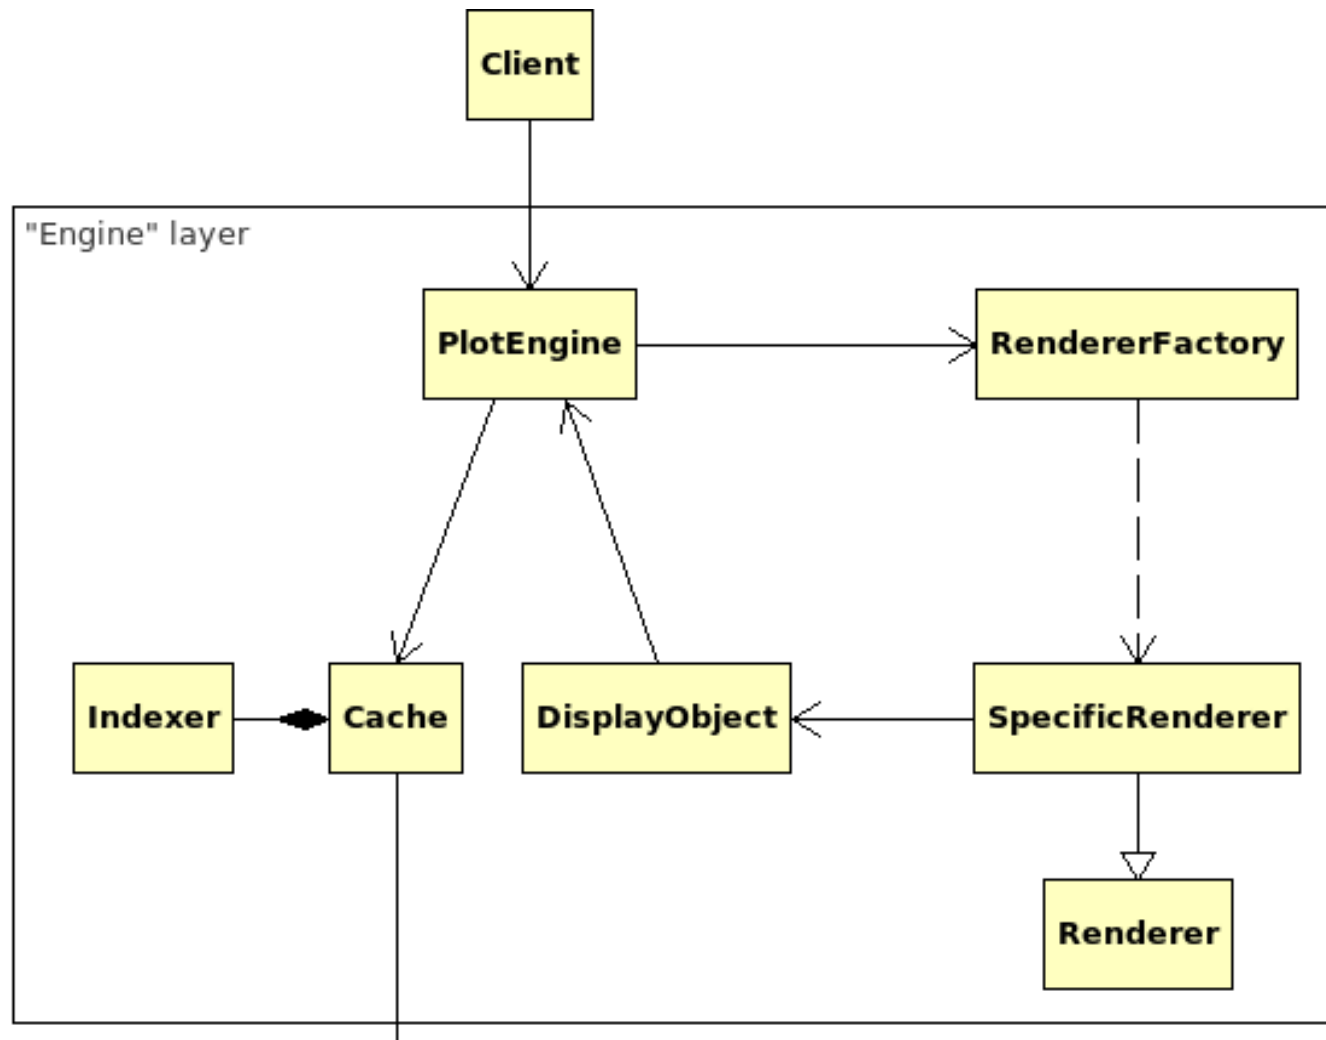 Client
"Engine" layer
PlotEngine
RendererFactory
Indexer
Cache
DisplayObject
SpecificRenderer
Renderer